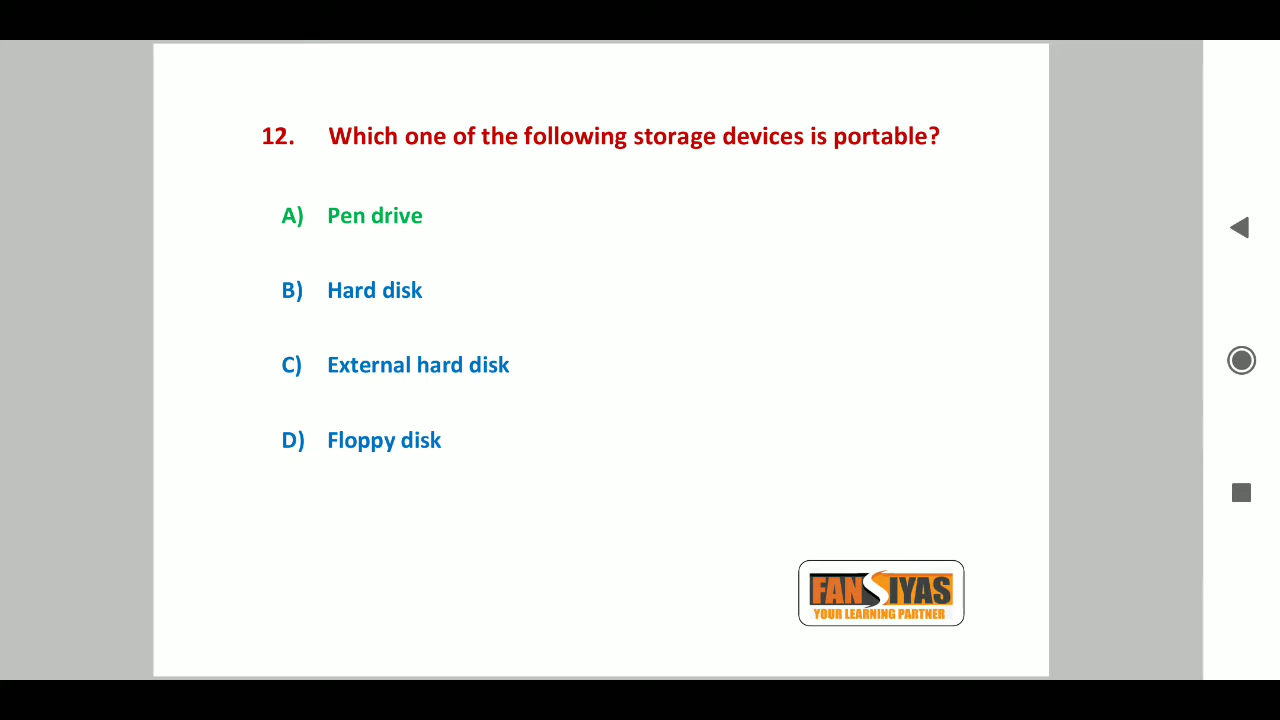 12. Which one of the following storage devices is portable?
A) Pen drive
B) Hard disk
C) External hard disk
D) Floppy disk
FANSIYAS
YOUR LEARNING PARTNER